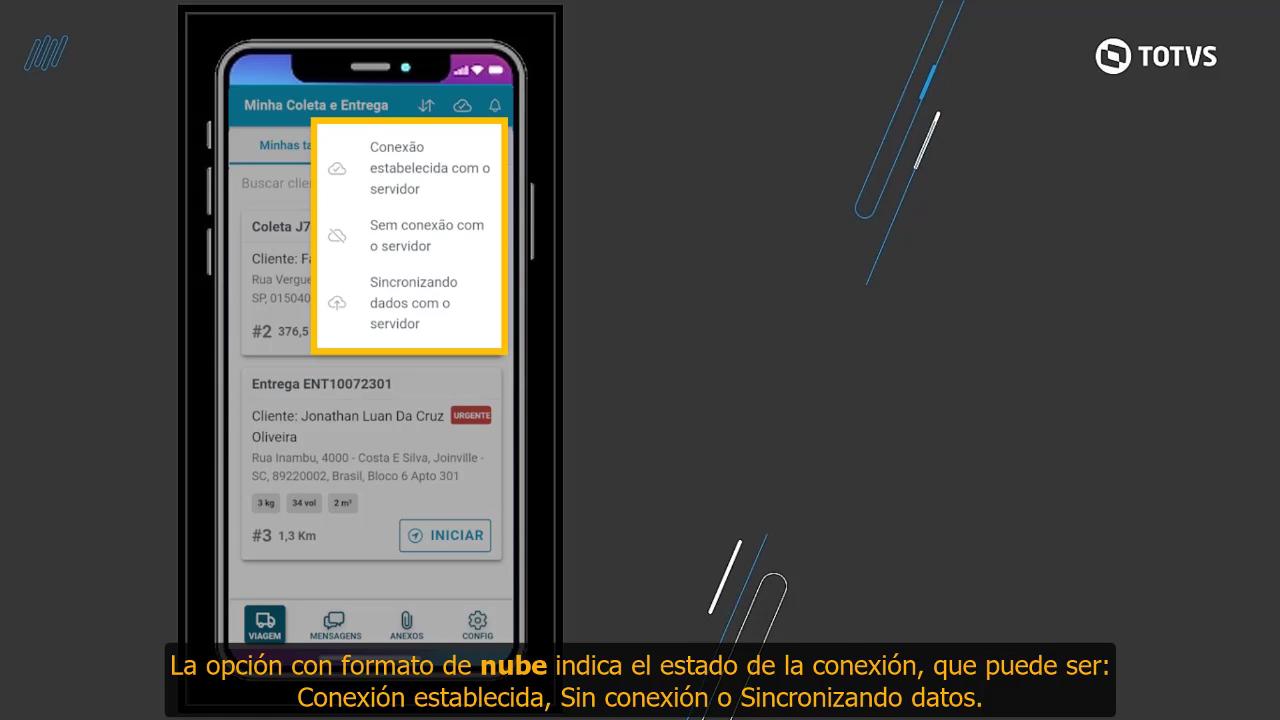 TOTVS
Minha Coleta e Entrega
Minhas ta
Buscar clie
Conexão
estabelecida com o
servidor
Sem conexão com
o servidor
Sincronizando
dados com o
servidor
Coleta J7
Cliente: Fa
Rua Vergue
SP, 015040
#2 376,5
Entrega ENT10072301
Cliente: Jonathan Luan Da Cruz URGENTE
Oliveira
Rua Inambu, 4000 - Costa E Silva, Joinville -
SC, 89220002, Brasil, Bloco 6 Apto 301
3 kg 34 vol 2 m³
#3 1,3 Km INICIAR
VIAGEM MENSAGENS ANEXOS CONFIG
La opción con formato de nube indica el estado de la conexión, que puede ser:
Conexión establecida, Sin conexión o Sincronizando datos.